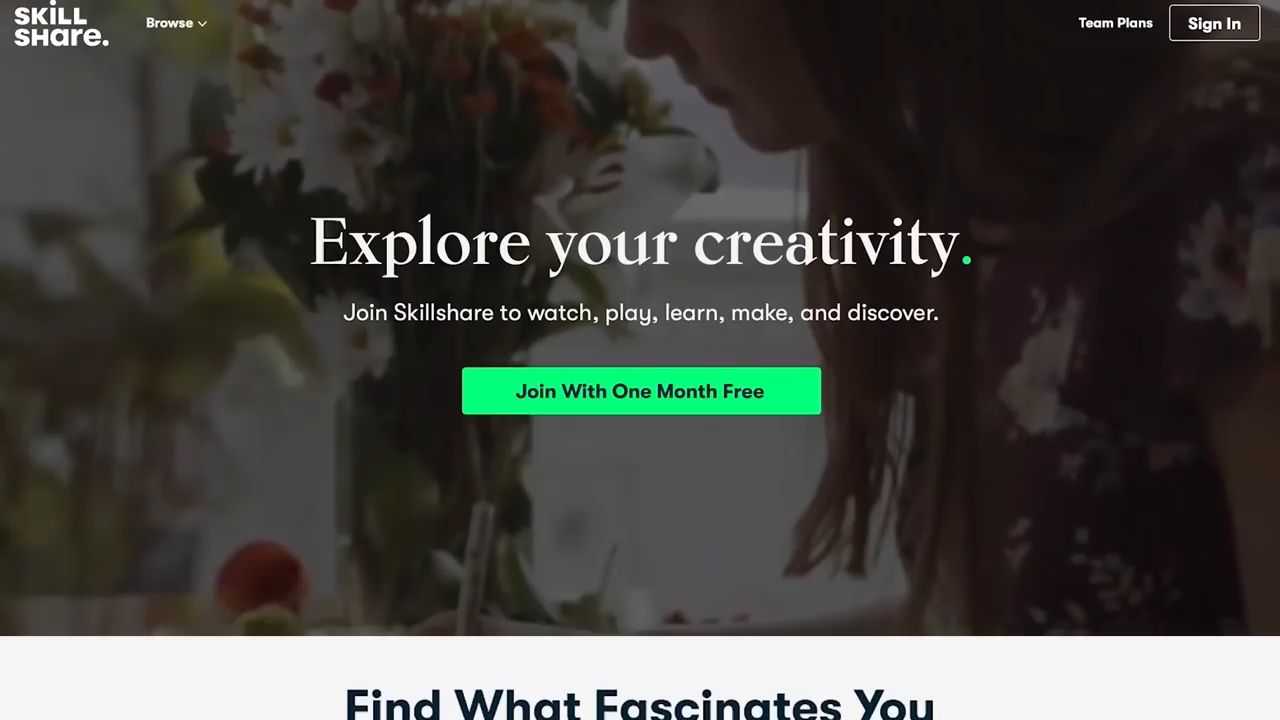 SKiLL
SHare.
Browse
Team Plans
Sign In
Explore your creativity.
Join Skillshare to watch, play, learn, make, and discover.
Join With One Month Free
Find What Fascinates You